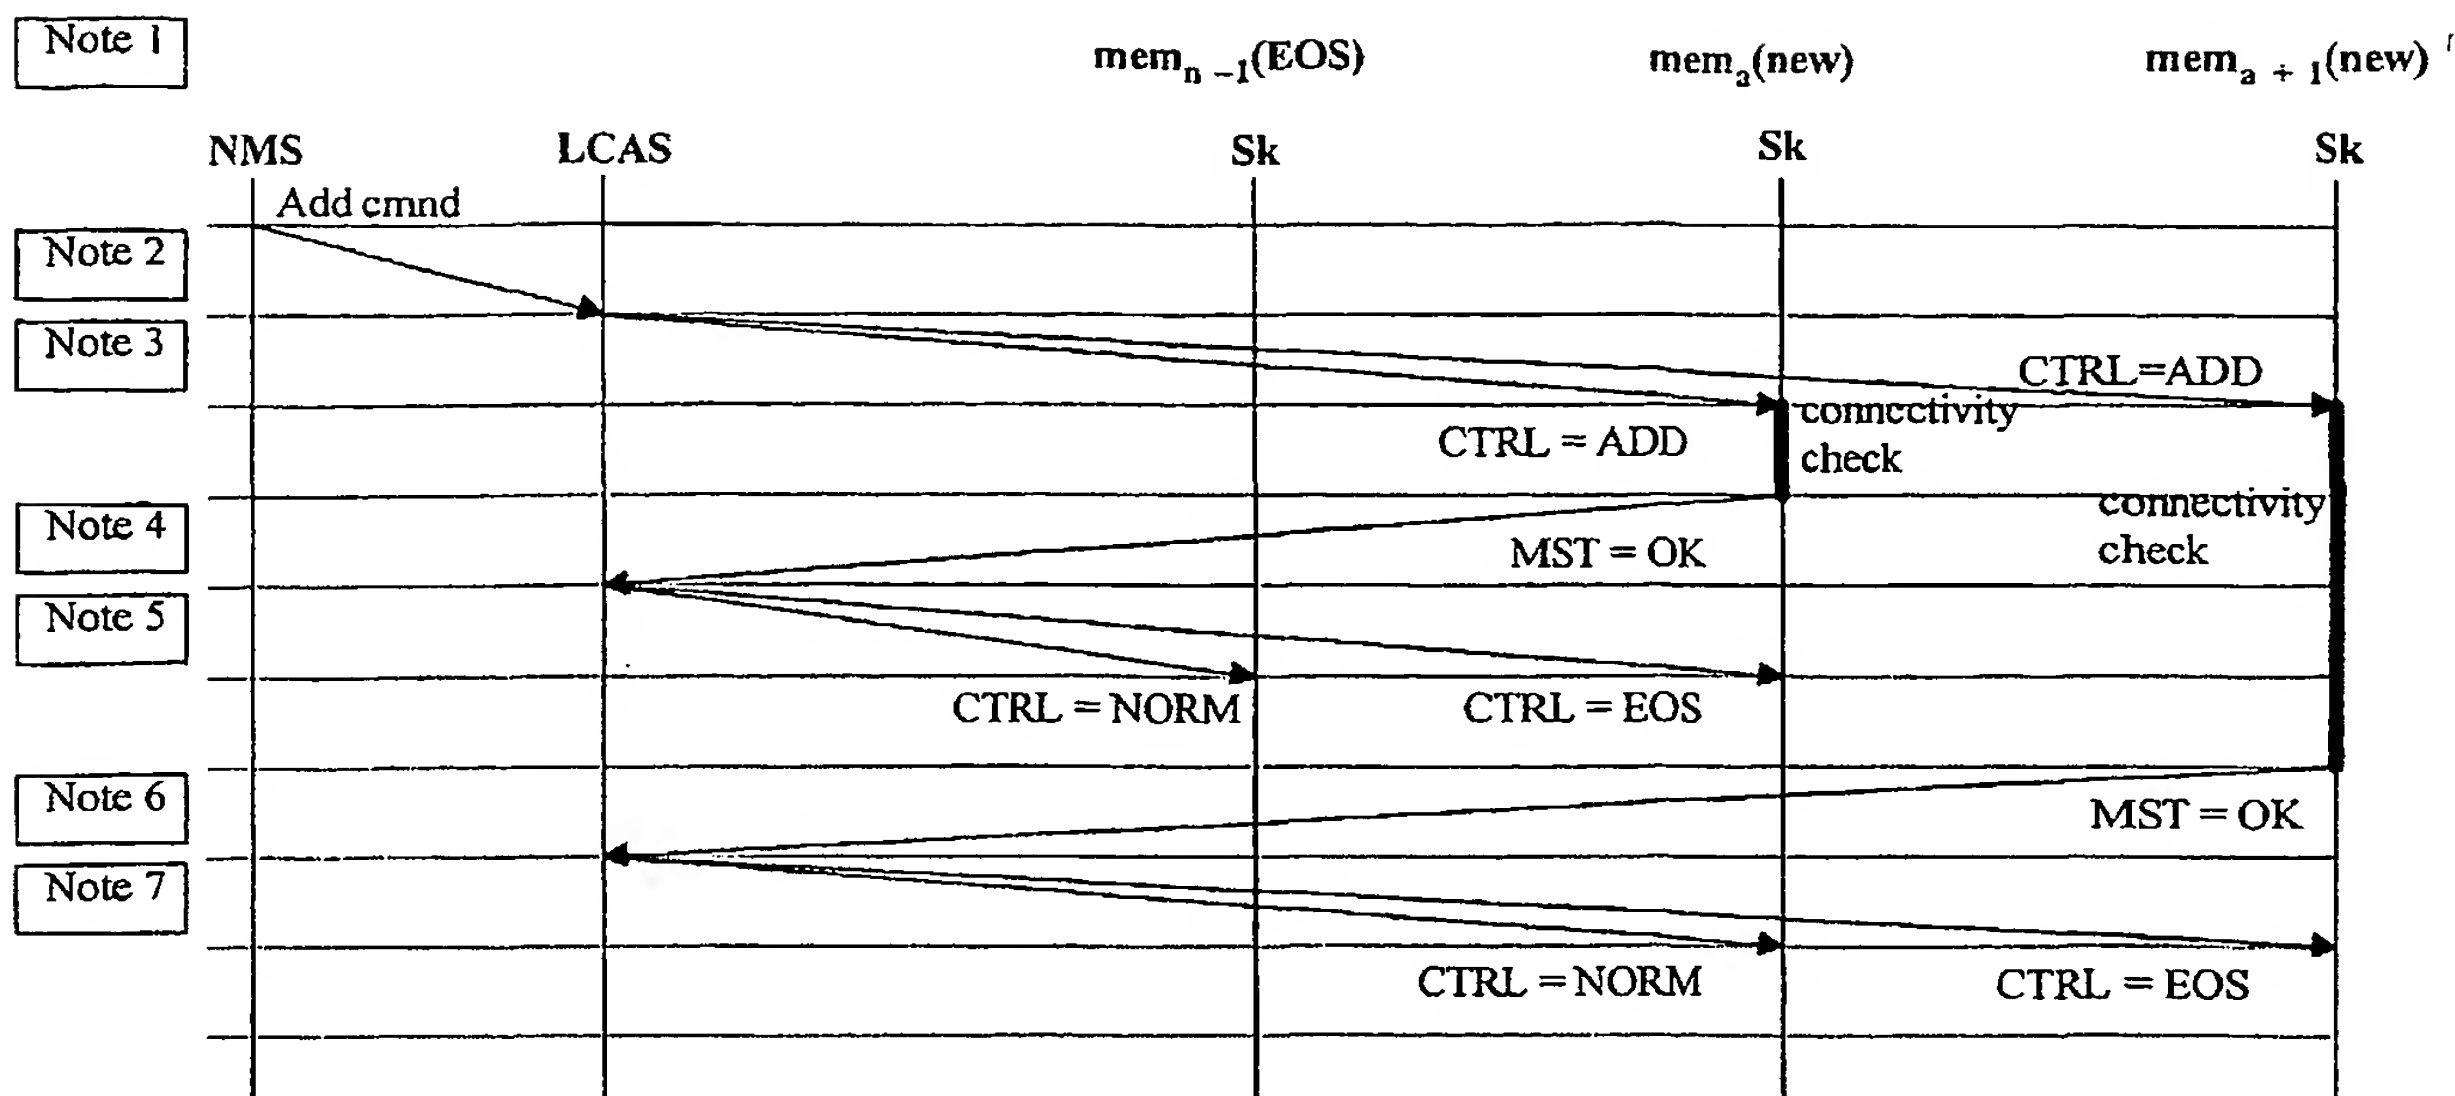 Note 1
mem n −1(EOS)
mem a(new)
mem a + 1(new)
NMS
LCAS
Sk
Sk
Sk
Add cmnd
Note 2
Note 3
CTRL=ADD
connectivity
check
CTRL = ADD
connectivity
check
Note 4
MST = OK
Note 5
CTRL = NORM
CTRL = EOS
Note 6
MST = OK
Note 7
CTRL = NORM
CTRL = EOS